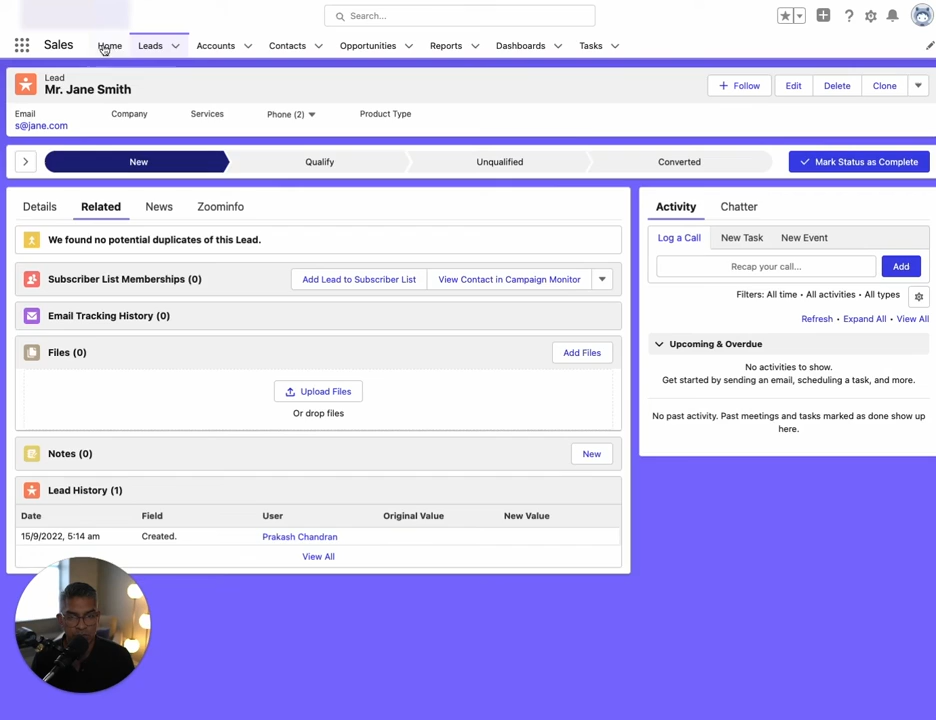 Search...
Sales Home Leads Accounts Contacts Opportunities Reports Dashboards Tasks
Lead
Mr. Jane Smith
+ Follow Edit Delete Clone
Email Company Services Phone (2) Product Type
s@jane.com
New Qualify Unqualified Converted Mark Status as Complete
Details Related News Zoominfo
We found no potential duplicates of this Lead.
Subscriber List Memberships (0) Add Lead to Subscriber List View Contact in Campaign Monitor
Email Tracking History (0)
Files (0) Add Files
Upload Files
Or drop files
Notes (0) New
Lead History (1)
Date Field User Original Value New Value
15/9/2022, 5:14 am Created. Prakash Chandran
View All
Activity Chatter
Log a Call New Task New Event
Recap your call... Add
Filters: All time • All activities • All types
Refresh • Expand All • View All
Upcoming & Overdue
No activities to show.
Get started by sending an email, scheduling a task, and more.
No past activity. Past meetings and tasks marked as done show up
here.